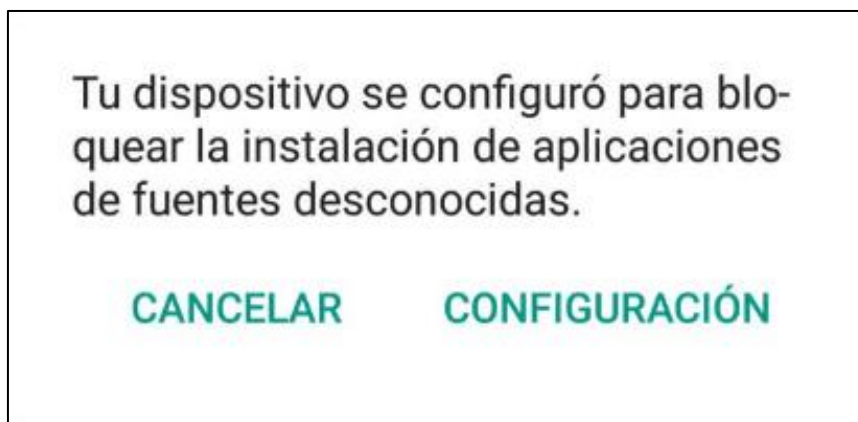 Tu dispositivo se configuró para blo-
quear la instalación de aplicaciones
de fuentes desconocidas.
CANCELAR CONFIGURACIÓN